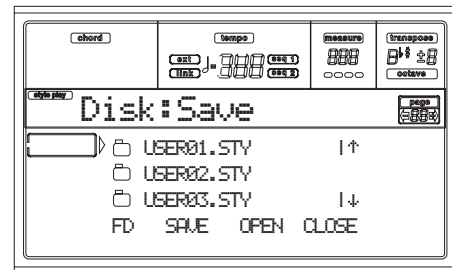 chord tempo measure transpose
ext seq 1
link seq 2
octave
style play Disk:Save page
USER01.STY
USER02.STY
USER03.STY
FD SAVE OPEN CLOSE